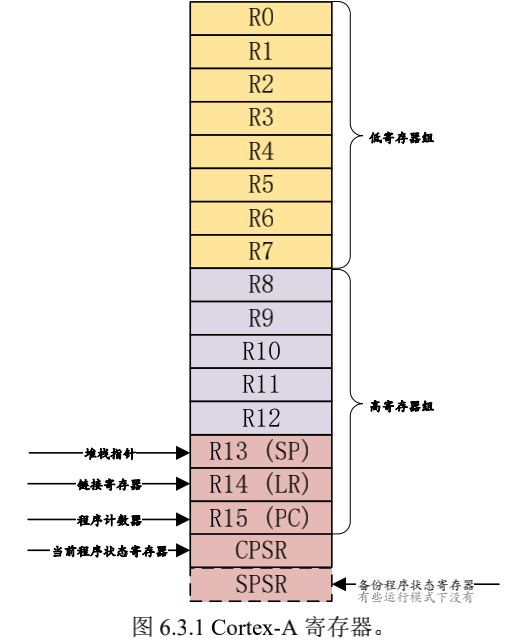 R0
R1
R2
R3
R4
R5
R6
R7
低寄存器组
R8
R9
R10
R11
R12
高寄存器组
堆栈指针
R13 (SP)
链接寄存器
R14 (LR)
程序计数器
R15 (PC)
当前程序状态寄存器
CPSR
SPSR
备份程序状态寄存器
有些运行模式下没有
图 6.3.1 Cortex-A 寄存器。